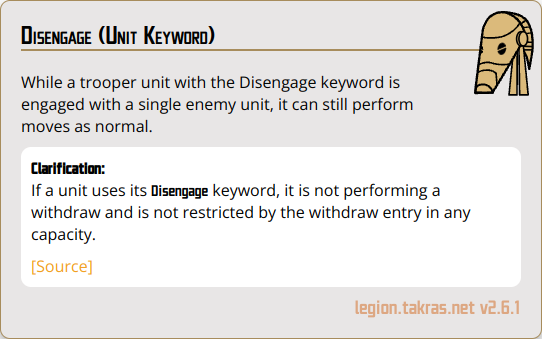 Disengage (Unit Keyword)
While a trooper unit with the Disengage keyword is
engaged with a single enemy unit, it can still perform
moves as normal.
Clarification:
If a unit uses its Disengage keyword, it is not performing a
withdraw and is not restricted by the withdraw entry in any
capacity.
[Source]
legion.takras.net v2.6.1